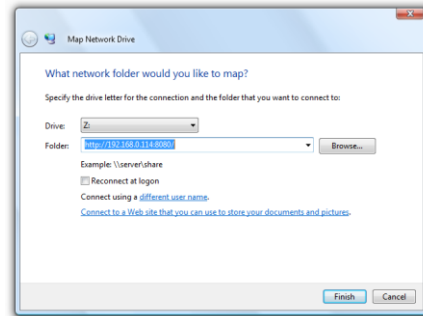 Map Network Drive
What network folder would you like to map?
Specify the drive letter for the connection and the folder that you want to connect to:
Drive: Z:
Folder: http://192.168.0.114:8080/ Browse...
Example: \\server\share
Reconnect at logon
Connect using a different user name.
Connect to a Web site that you can use to store your documents and pictures.
Finish Cancel